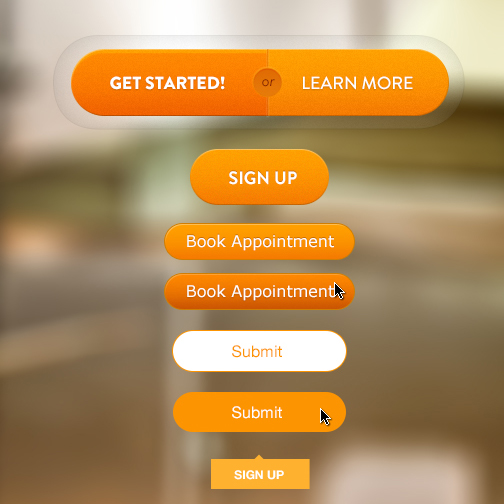 GET STARTED! or LEARN MORE
SIGN UP
Book Appointment
Book Appointment
Submit
Submit
SIGN UP